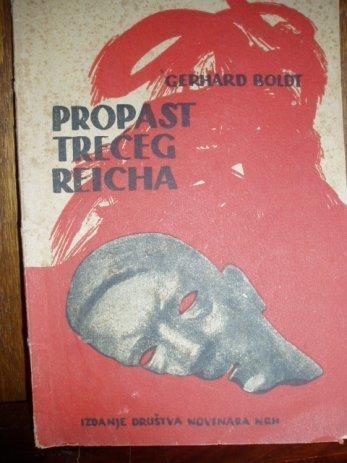 GERHARD BOLDT
PROPAST
TREĆEG
REICHA
IZDANJE DRUŠTVA NOVINARA NRH